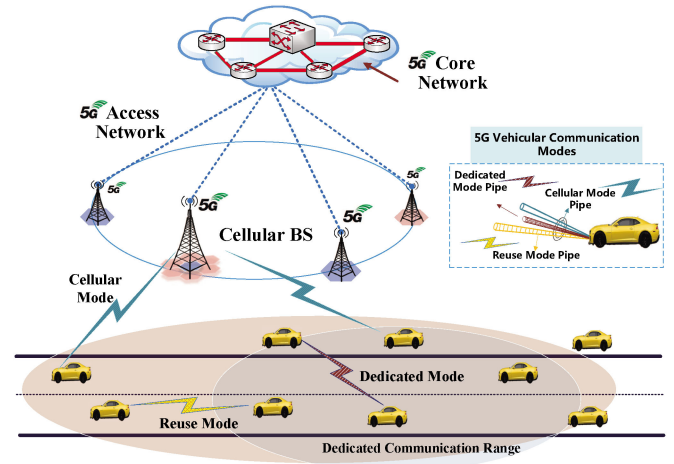 5G Core
Network
5G Access
Network
5G
5G
5G
5G
Cellular BS
5G Vehicular Communication
Modes
Dedicated
Mode Pipe
Cellular Mode
Pipe
Reuse Mode Pipe
Cellular
Mode
Dedicated Mode
Reuse Mode
Dedicated Communication Range